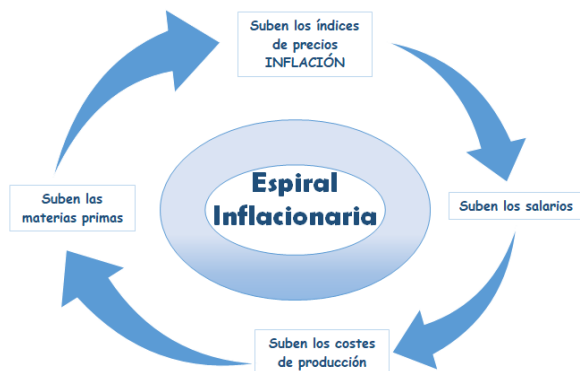 Suben los índices
de precios
INFLACIÓN
Espiral
Inflacionaria
Suben las
materias primas
Suben los salarios
Suben los costes
de producción